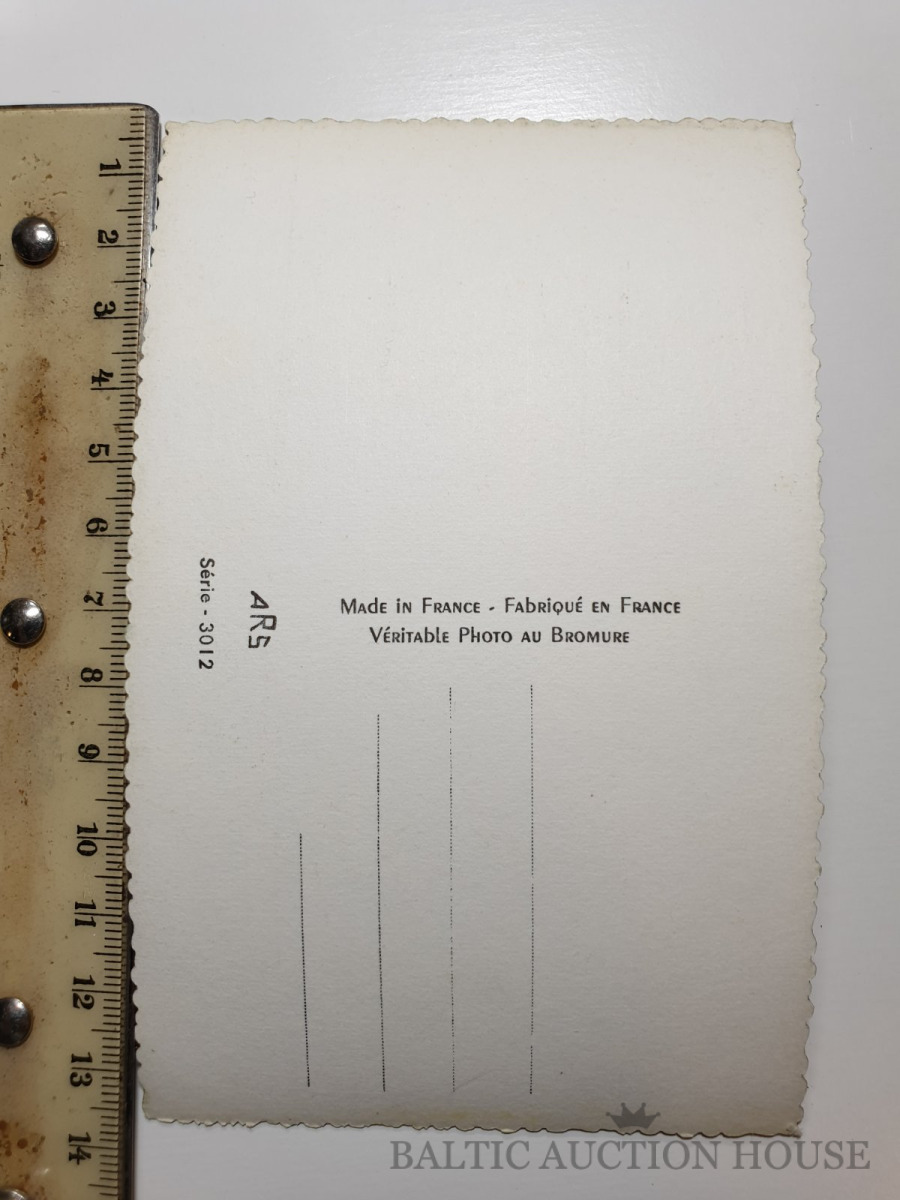 1
2
3
4
5
6
7
8
9
10
11
12
13
14
Série - 3012
ARS
Made in France - Fabriqué en France
Véritable Photo au Bromure
BALTIC AUCTION HOUSE